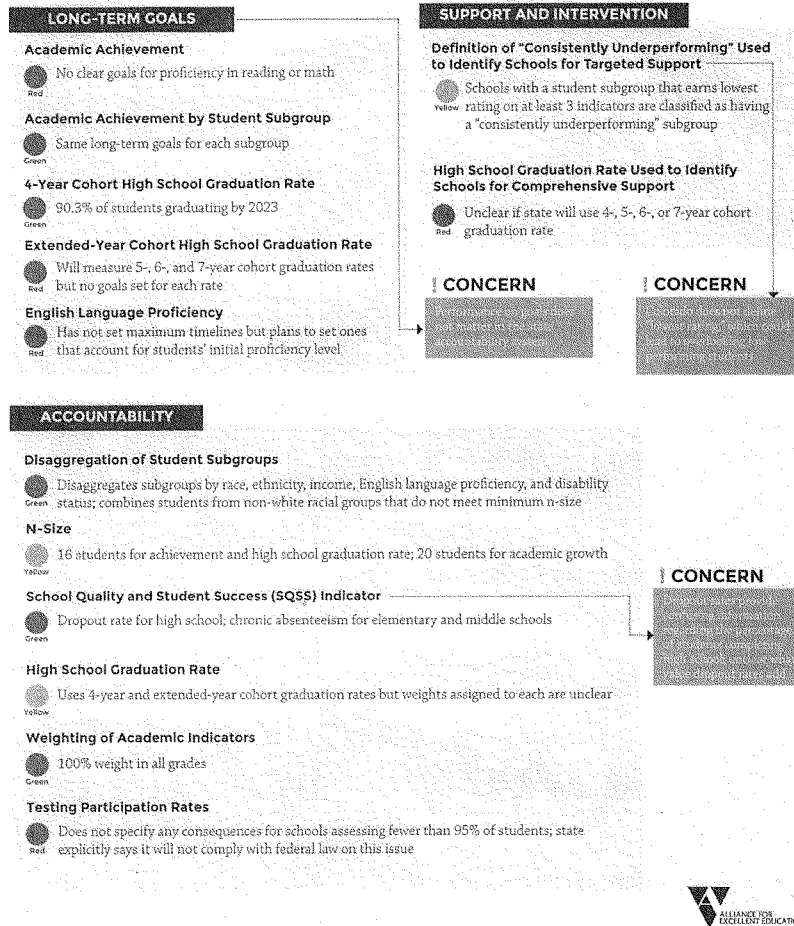 LONG-TERM GOALS
Academic Achievement
No clear goals for proficiency in reading or math
Red
Academic Achievement by Student Subgroup
Same long-term goals for each subgroup
Green
4-Year Cohort High School Graduation Rate
90.3% of students graduating by 2023
Green
Extended-Year Cohort High School Graduation Rate
Will measure 5-, 6-, and 7-year cohort graduation rates
Red but no goals set for each rate
English Language Proficiency
Has not set maximum timelines but plans to set ones
Red that account for students' initial proficiency level
SUPPORT AND INTERVENTION
Definition of "Consistently Underperforming" Used
to Identify Schools for Targeted Support
Schools with a student subgroup that earns lowest
Yellow rating on at least 3 indicators are classified as having
a "consistently underperforming" subgroup
High School Graduation Rate Used to Identify
Schools for Comprehensive Support
Unclear if state will use 4-, 5-, 6-, or 7-year cohort
Red graduation rate
! CONCERN
! CONCERN
ACCOUNTABILITY
Disaggregation of Student Subgroups
Disaggregates subgroups by race, ethnicity, income, English language proficiency, and disability
Green status; combines students from non-white racial groups that do not meet minimum n-size
N-Size
16 students for achievement and high school graduation rate; 20 students for academic growth
Yellow
School Quality and Student Success (SQSS) Indicator
Dropout rate for high school; chronic absenteeism for elementary and middle schools
Green
High School Graduation Rate
Uses 4-year and extended-year cohort graduation rates but weights assigned to each are unclear
Yellow
Weighting of Academic Indicators
100% weight in all grades
Green
Testing Participation Rates
Does not specify any consequences for schools assessing fewer than 95% of students; state
Red explicitly says it will not comply with federal law on this issue
! CONCERN
ALLIANCE FOR
EXCELLENT EDUCATI